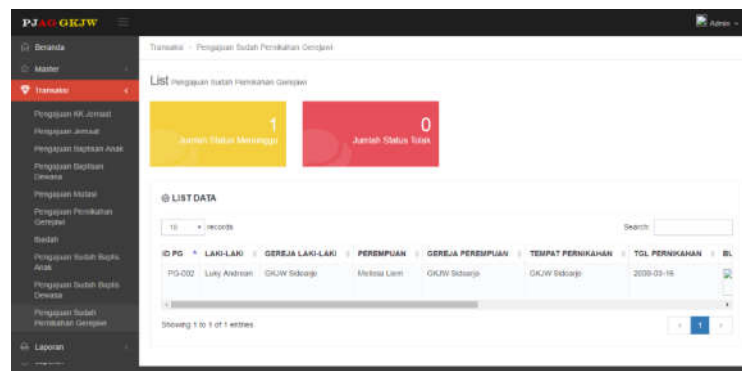 PJAG-GKJW
Admin
Beranda
Master
Transaksi
Pengajuan KK Jemaat
Pengajuan Jemaat
Pengajuan Baptisan Anak
Pengajuan Baptisan
Dewasa
Pengajuan Mutasi
Pengajuan Pernikahan
Gerejawi
Ibadah
Pengajuan Sudah Baptis
Anak
Pengajuan Sudah Baptis
Dewasa
Pengajuan Sudah
Pernikahan Gerejawi
Laporan
Transaksi - Pengajuan Sudah Pernikahan Gerejawi
List Pengajuan Sudah Pernikahan Gerejawi
1
Jumlah Status Menunggu
0
Jumlah Status Tolak
LIST DATA
10 records
Search:
ID PG LAKI-LAKI GEREJA LAKI-LAKI PEREMPUAN GEREJA PEREMPUAN TEMPAT PERNIKAHAN TGL PERNIKAHAN BL
PG-002 Luky Andrean GKJW Sidoarjo Melissa Liem GKJW Sidoarjo GKJW Sidoarjo
Showing 1 to 1 of 1 entries
1